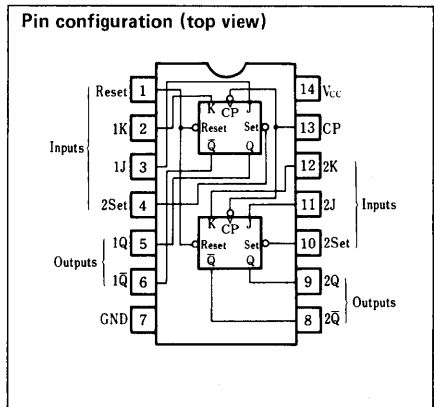 Pin configuration (top view)
Reset 1
1K 2
1J 3
2Set 4
1Q 5
1Q̅ 6
GND 7
Inputs
Outputs
K CP J
Reset Set
Q̅ Q
K CP J
Reset Set
Q̅ Q
14 VCC
13 CP
12 2K
11 2J
10 2Set
9 2Q
8 2Q̅
Inputs
Outputs